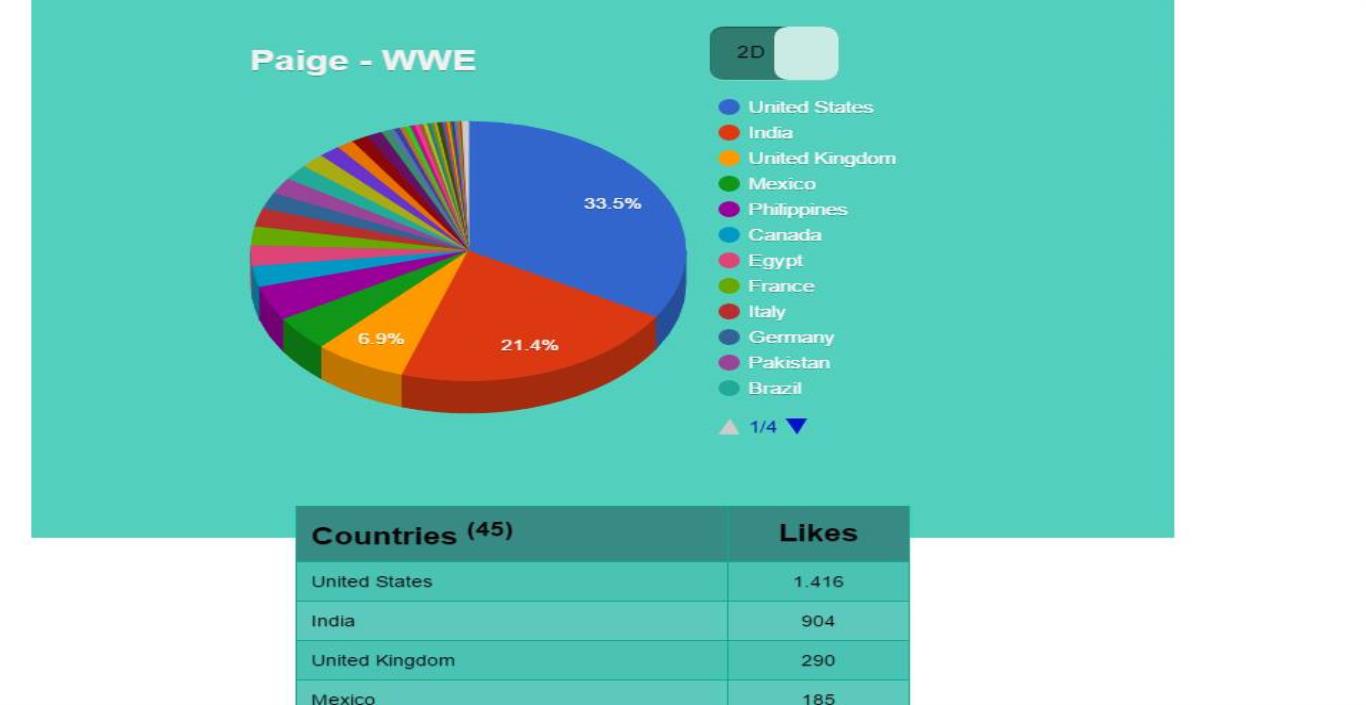 Paige - WWE
2D
United States
India
United Kingdom
Mexico
Philippines
Canada
Egypt
France
Italy
Germany
Pakistan
Brazil
1/4
33.5%
6.9%
21.4%
Countries (45) Likes
United States 1.416
India 904
United Kingdom 290
Mexico 185